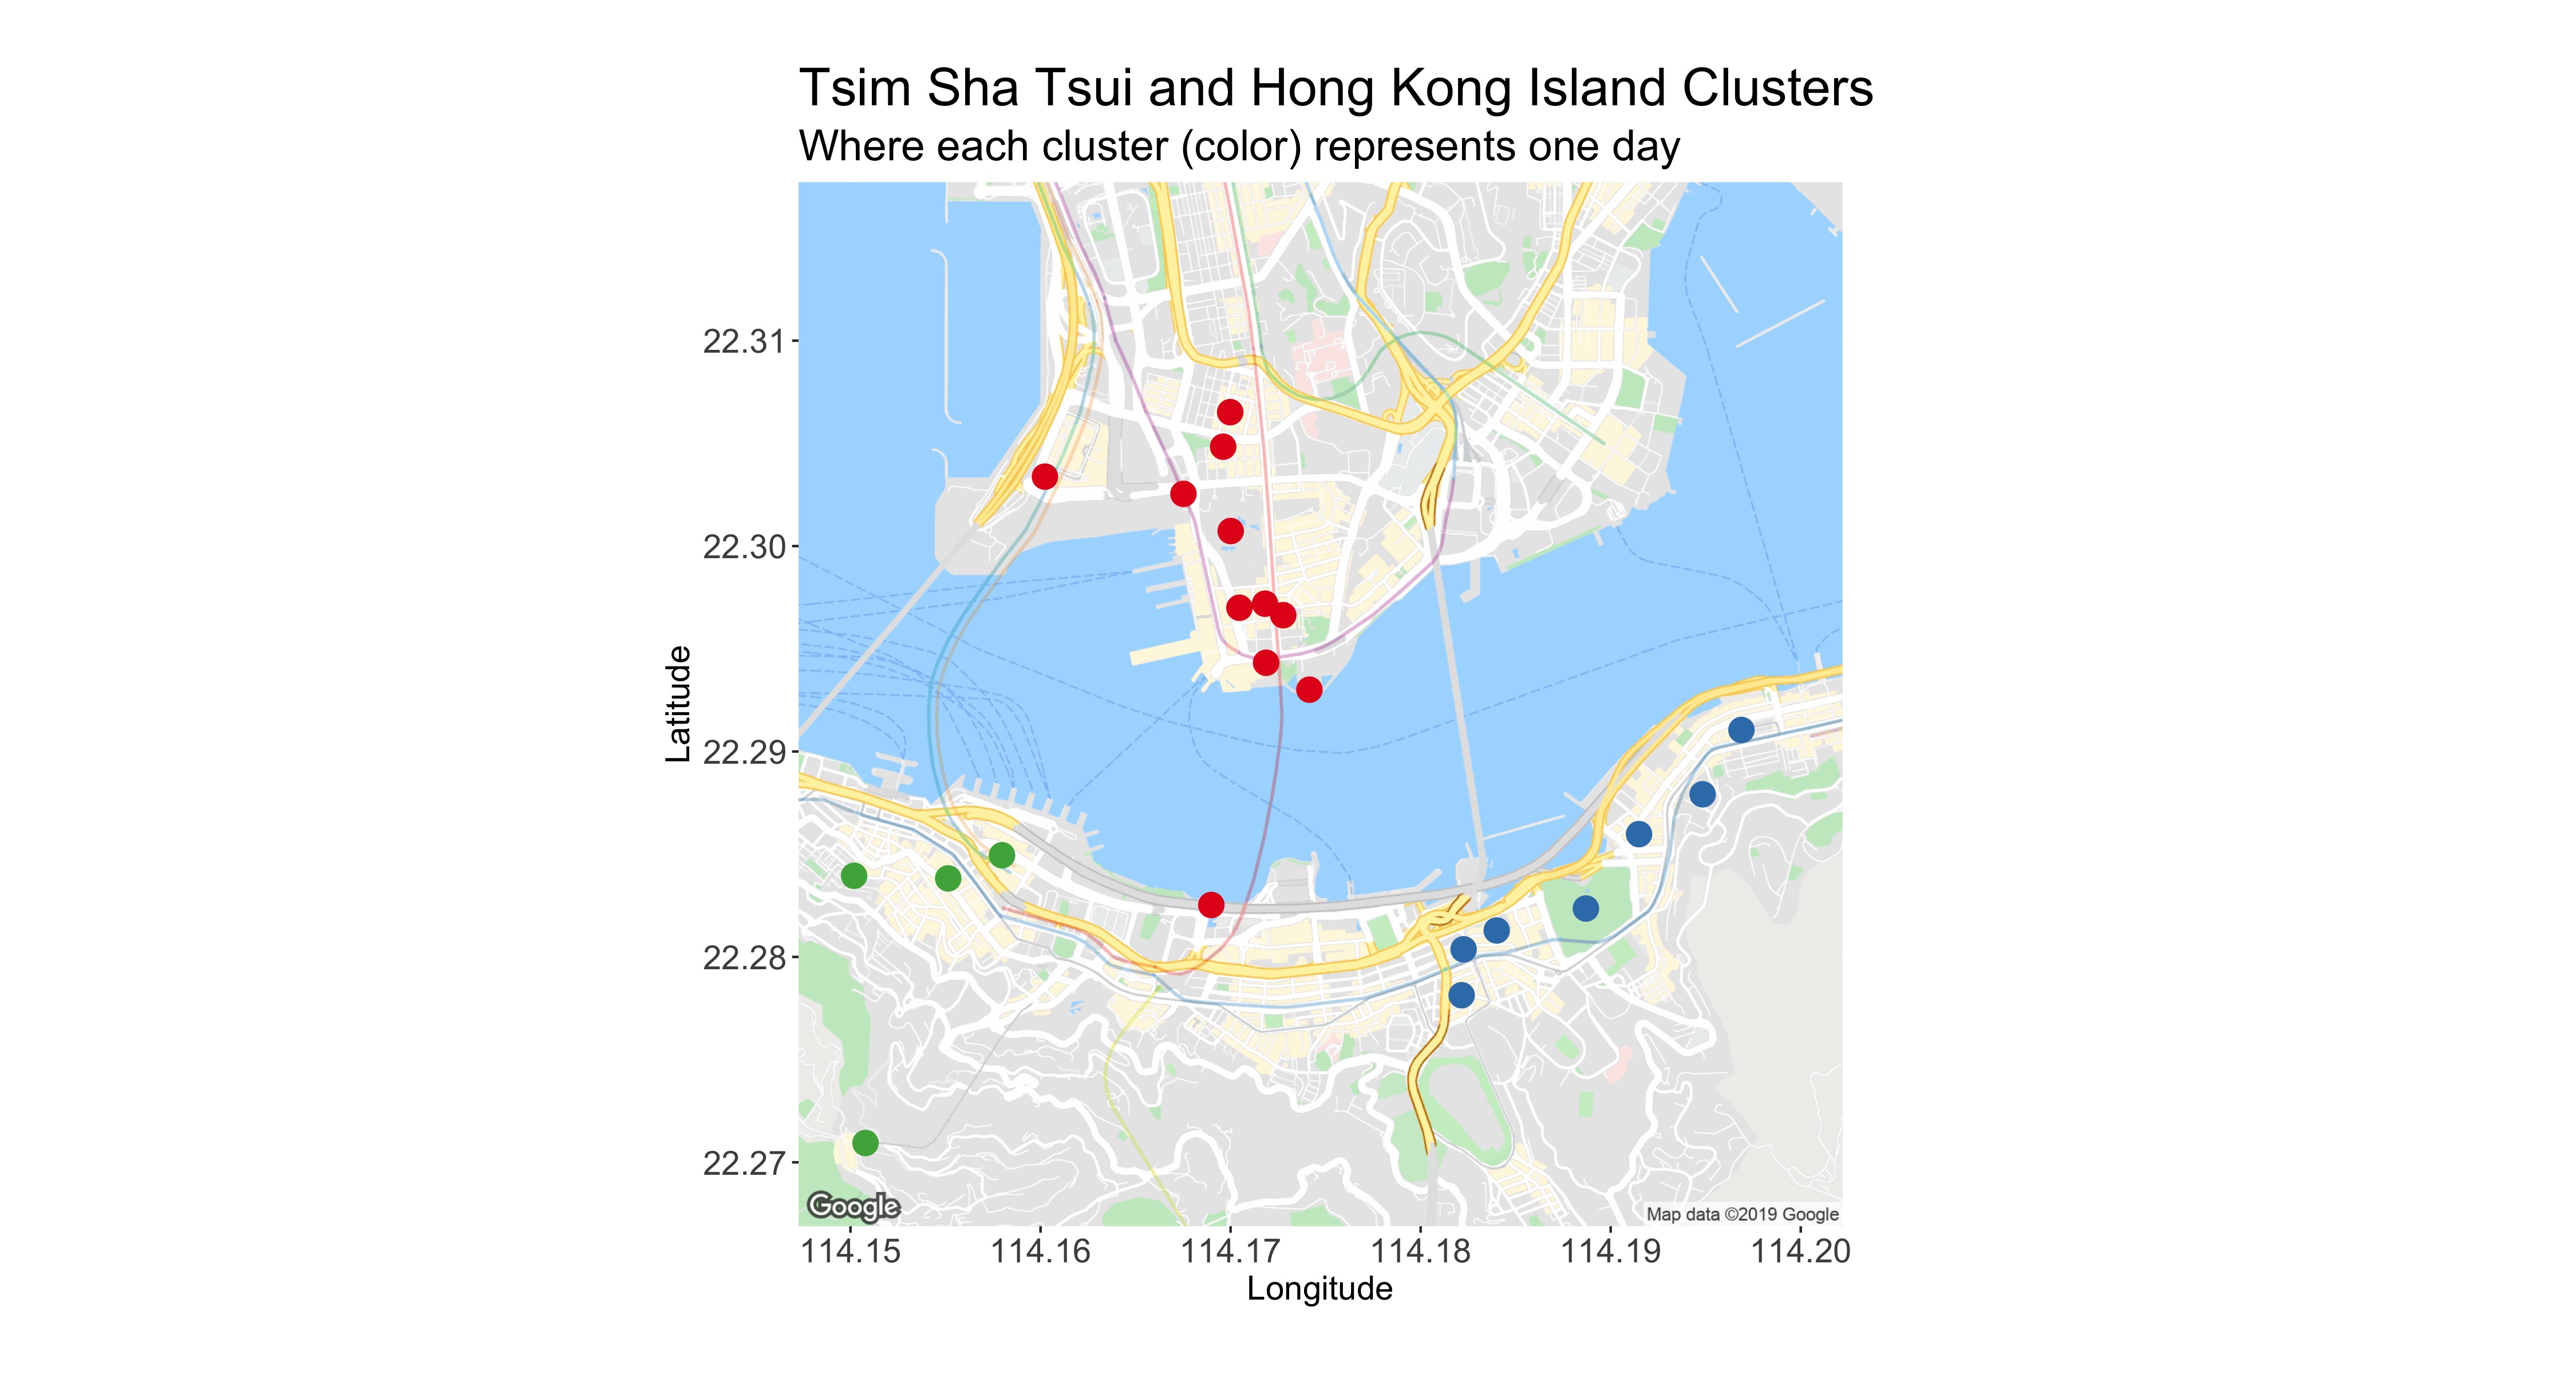 Tsim Sha Tsui and Hong Kong Island Clusters
Where each cluster (color) represents one day
Latitude
22.31
22.30
22.29
22.28
22.27
Google
Map data ©2019 Google
114.15 114.16 114.17 114.18 114.19 114.20
Longitude